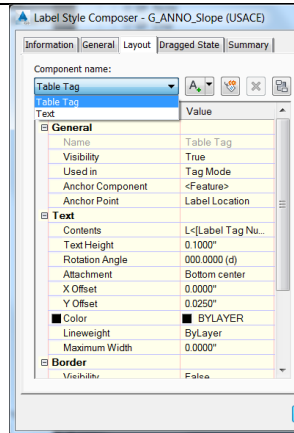 Label Style Composer - G_ANNO_Slope (USACE)
Information General Layout Dragged State Summary
Component name:
Table Tag
Table Tag
Text
Value
General
Name Table Tag
Visibility True
Used in Tag Mode
Anchor Component <Feature>
Anchor Point Label Location
Text
Contents L<[Label Tag Nu...
Text Height 0.1000"
Rotation Angle 000.0000 (d)
Attachment Bottom center
X Offset 0.0000"
Y Offset 0.0250"
Color BYLAYER
Lineweight ByLayer
Maximum Width 0.0000"
Border
Visibility False